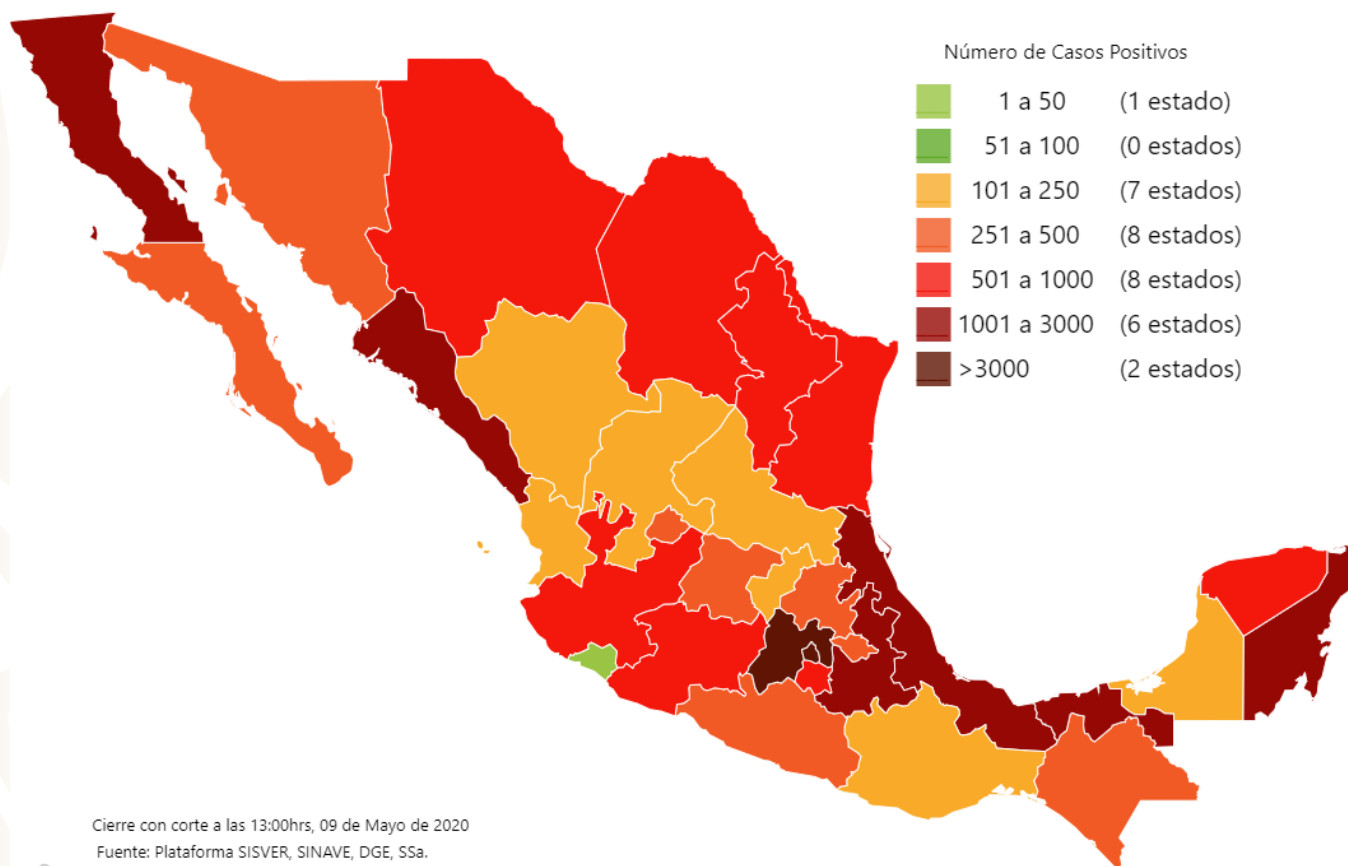 Número de Casos Positivos
1 a 50 (1 estado)
51 a 100 (0 estados)
101 a 250 (7 estados)
251 a 500 (8 estados)
501 a 1000 (8 estados)
1001 a 3000 (6 estados)
>3000 (2 estados)
Cierre con corte a las 13:00hrs, 09 de Mayo de 2020
Fuente: Plataforma SISVER, SINAVE, DGE, SSa.